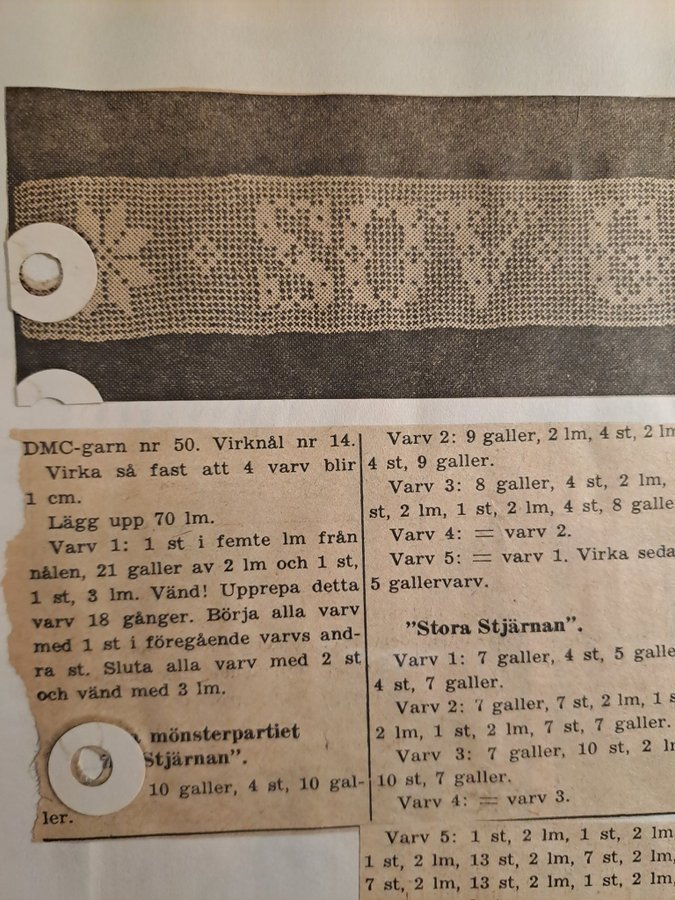 SOV G
DMC-garn nr 50. Virknål nr 14.
Virka så fast att 4 varv blir
1 cm.
Lägg upp 70 lm.
Varv 1: 1 st i femte lm från
nålen, 21 galler av 2 lm och 1 st,
1 st, 3 lm. Vänd! Upprepa detta
varv 18 gånger. Börja alla varv
med 1 st i föregående varvs and-
ra st. Sluta alla varv med 2 st
och vänd med 3 lm.
mönsterpartiet
Stjärnan".
10 galler, 4 st, 10 gal-
ler.
Varv 2: 9 galler, 2 lm, 4 st, 2 lm
4 st, 9 galler.
Varv 3: 8 galler, 4 st, 2 lm,
st, 2 lm, 1 st, 2 lm, 4 st, 8 galle
Varv 4: = varv 2.
Varv 5: = varv 1. Virka seda
5 gallervarv.
"Stora Stjärnan".
Varv 1: 7 galler, 4 st, 5 galle
4 st, 7 galler.
Varv 2: 7 galler, 7 st, 2 lm, 1 s
2 lm, 1 st, 2 lm, 7 st, 7 galler.
Varv 3: 7 galler, 10 st, 2 l
10 st, 7 galler.
Varv 4: = varv 3.
Varv 5: 1 st, 2 lm, 1 st, 2 lm
1 st, 2 lm, 13 st, 2 lm, 7 st, 2 lm,
7 st, 2 lm, 13 st, 2 lm, 1 st, 2 lm,